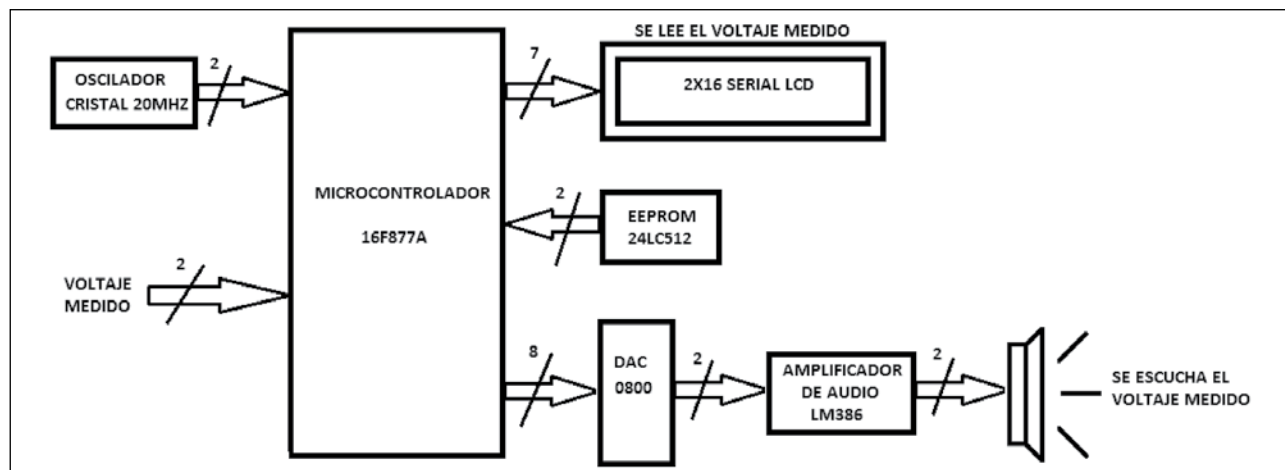 OSCILADOR
CRISTAL 20MHZ
2
MICROCONTROLADOR
16F877A
VOLTAJE
MEDIDO
2
7
SE LEE EL VOLTAJE MEDIDO
2X16 SERIAL LCD
2
EEPROM
24LC512
8
DAC
0800
2
AMPLIFICADOR
DE AUDIO
LM386
2
SE ESCUCHA EL
VOLTAJE MEDIDO